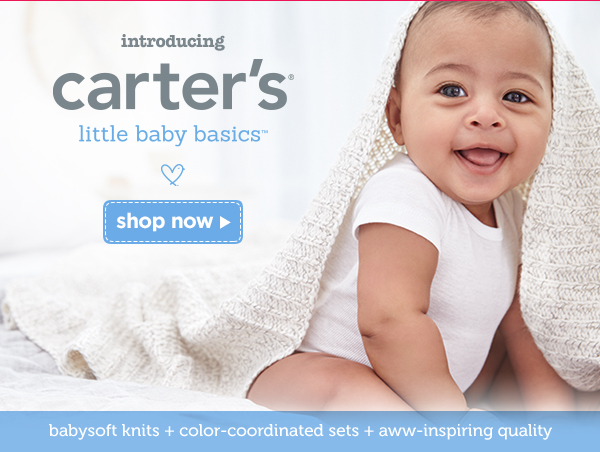 introducing
carter's®
little baby basics™
shop now ▸
babysoft knits + color-coordinated sets + aww-inspiring quality